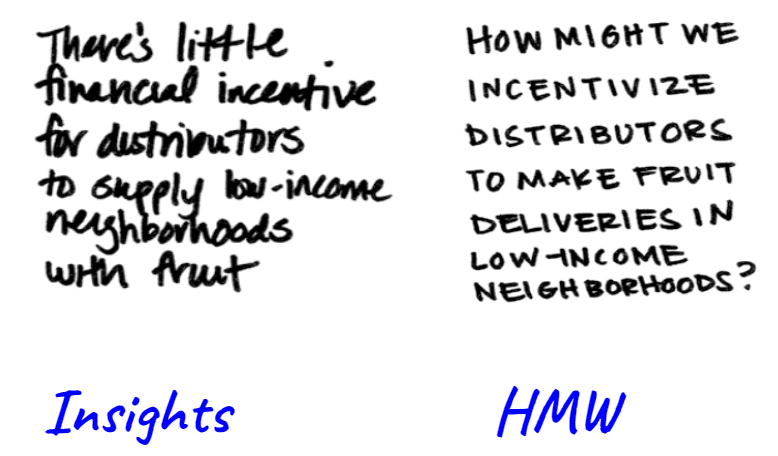 There's little
financial incentive
for distributors
to supply low-income
neighborhoods
with fruit
HOW MIGHT WE
INCENTIVIZE
DISTRIBUTORS
TO MAKE FRUIT
DELIVERIES IN
LOW-INCOME
NEIGHBORHOODS?
Insights
HMW